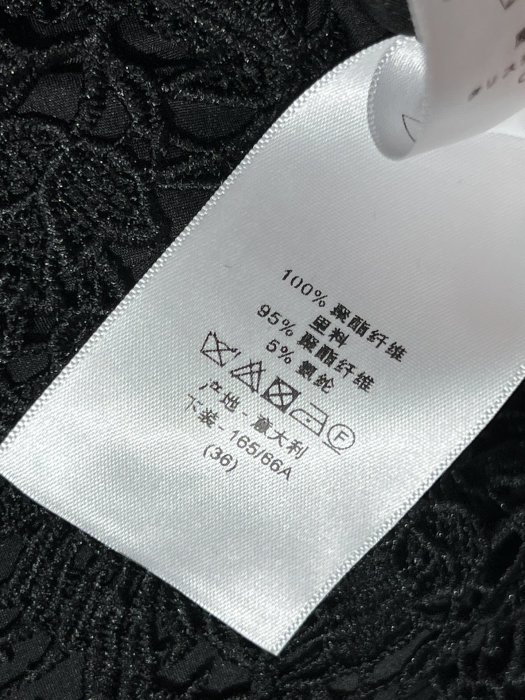 100% 聚酯纤维
里料
95% 聚酯纤维
5% 氨纶
F
产地 - 意大利
下装 - 165/66A
(36)